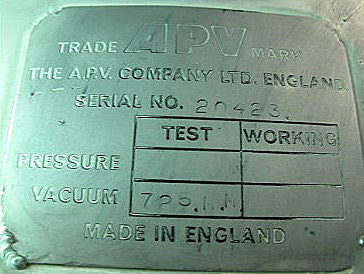 TRADE APV MARK
THE A.P.V. COMPANY LTD. ENGLAND.
SERIAL NO. 20423.
TEST WORKING
PRESSURE
VACUUM
MADE IN ENGLAND